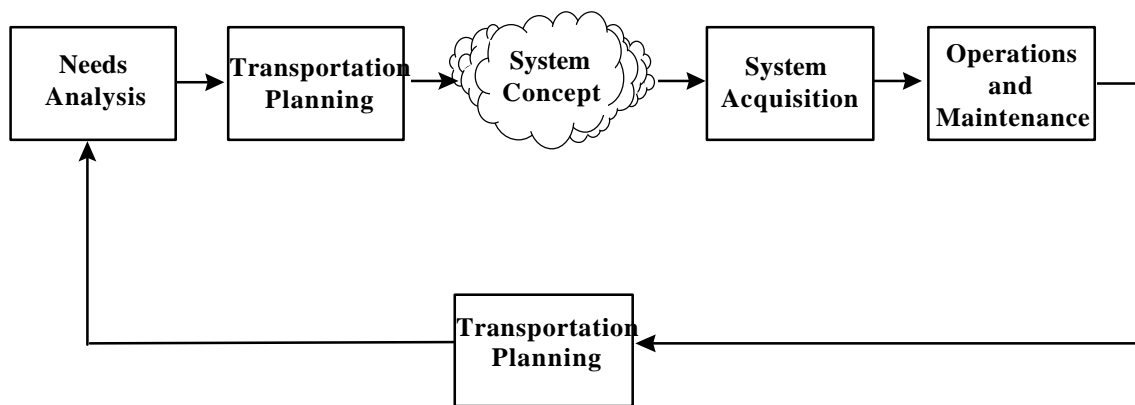 Needs
Analysis
Transportation
Planning
System
Concept
System
Acquisition
Operations
and
Maintenance
Transportation
Planning